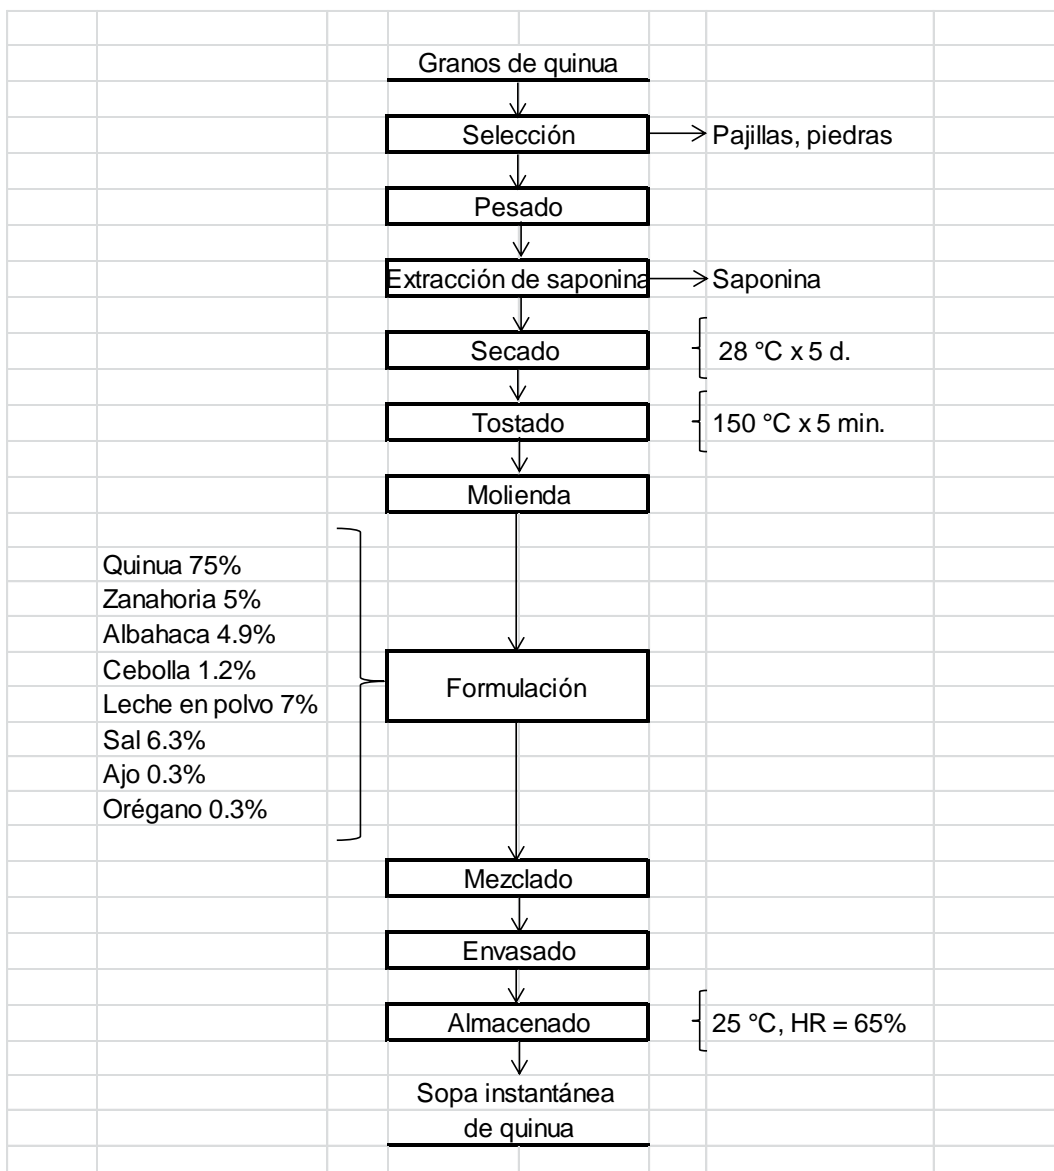 Granos de quinua
Selección
Pajillas, piedras
Pesado
Extracción de saponina
Saponina
Secado
28 °C x 5 d.
Tostado
150 °C x 5 min.
Molienda
Quinua 75%
Zanahoria 5%
Albahaca 4.9%
Cebolla 1.2%
Leche en polvo 7%
Sal 6.3%
Ajo 0.3%
Orégano 0.3%
Formulación
Mezclado
Envasado
Almacenado
25 °C, HR = 65%
Sopa instantánea
de quinua